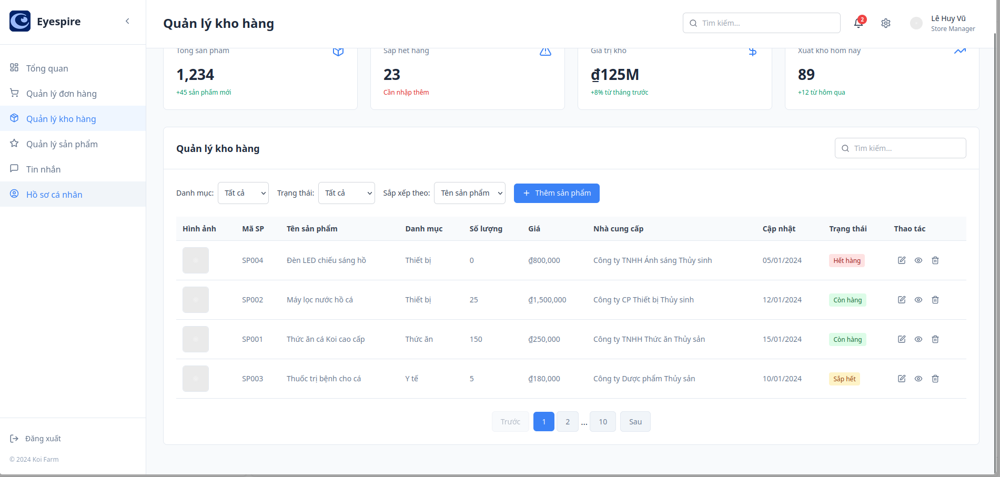 Eyespire
Quản lý kho hàng
Tìm kiếm...
2
Lê Huy Vũ
Store Manager
Tổng quan
Quản lý đơn hàng
Quản lý kho hàng
Quản lý sản phẩm
Tin nhắn
Hồ sơ cá nhân
Đăng xuất
© 2024 Koi Farm
Tổng sản phẩm
1,234
+45 sản phẩm mới
Sắp hết hàng
23
Cần nhập thêm
Giá trị kho
₫125M
+8% từ tháng trước
Xuất kho hôm nay
89
+12 từ hôm qua
Quản lý kho hàng
Tìm kiếm...
Danh mục: Tất cả Trạng thái: Tất cả Sắp xếp theo: Tên sản phẩm Thêm sản phẩm
Hình ảnh Mã SP Tên sản phẩm Danh mục Số lượng Giá Nhà cung cấp Cập nhật Trạng thái Thao tác
SP004 Đèn LED chiếu sáng hồ Thiết bị 0 ₫800,000 Công ty TNHH Ánh sáng Thủy sinh 05/01/2024 Hết hàng
SP002 Máy lọc nước hồ cá Thiết bị 25 ₫1,500,000 Công ty CP Thiết bị Thủy sinh 12/01/2024 Còn hàng
SP001 Thức ăn cá Koi cao cấp Thức ăn 150 ₫250,000 Công ty TNHH Thức ăn Thủy sản 15/01/2024 Còn hàng
SP003 Thuốc trị bệnh cho cá Y tế 5 ₫180,000 Công ty Dược phẩm Thủy sản 10/01/2024 Sắp hết
Trước 1 2 ... 10 Sau